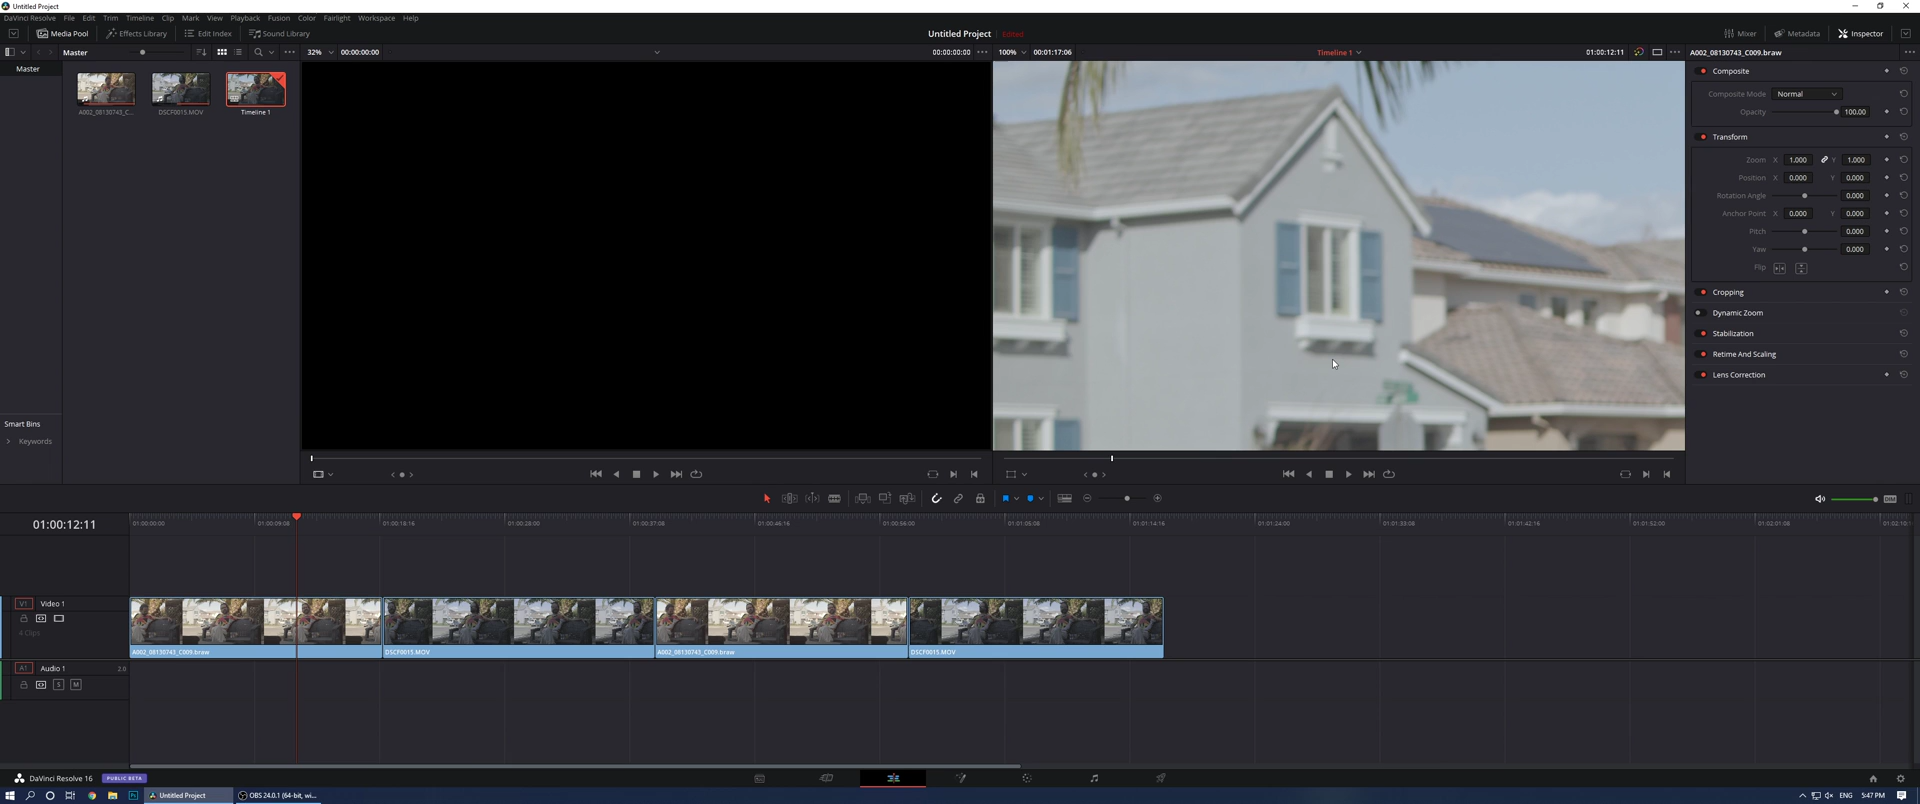 Untitled Project
DaVinci Resolve File Edit Trim Timeline Clip Mark View Playback Fusion Color Fairlight Workspace Help
Media Pool Effects Library Edit Index Sound Library Untitled Project Edited Mixer Metadata Inspector
Master 32% 00:00:00:00 00:00:00:00 100% 00:01:17:06 Timeline 1 01:00:12:11 A002_08130743_C009.braw
Master
A002_08130743_C... DSCF0015.MOV Timeline 1
Composite
Composite Mode Normal
Opacity 100.00
Transform
Zoom X 1.000 Y 1.000
Position X 0.000 Y 0.000
Rotation Angle 0.000
Anchor Point X 0.000 Y 0.000
Pitch 0.000
Yaw 0.000
Flip
Cropping
Dynamic Zoom
Stabilization
Retime And Scaling
Lens Correction
Smart Bins
Keywords
DIM
01:00:12:11 01:00:00:00 01:00:09:08 01:00:18:16 01:00:28:00 01:00:37:08 01:00:46:16 01:00:56:00 01:01:05:08 01:01:14:16 01:01:24:00 01:01:33:08 01:01:42:16 01:01:52:00 01:02:01:08 01:02:10:
V1 Video 1
4 Clips
A002_08130743_C009.braw DSCF0015.MOV A002_08130743_C009.braw DSCF0015.MOV
A1 Audio 1 2.0
S M
DaVinci Resolve 16 PUBLIC BETA
Untitled Project OBS 24.0.1 (64-bit, wi... ENG 5:47 PM